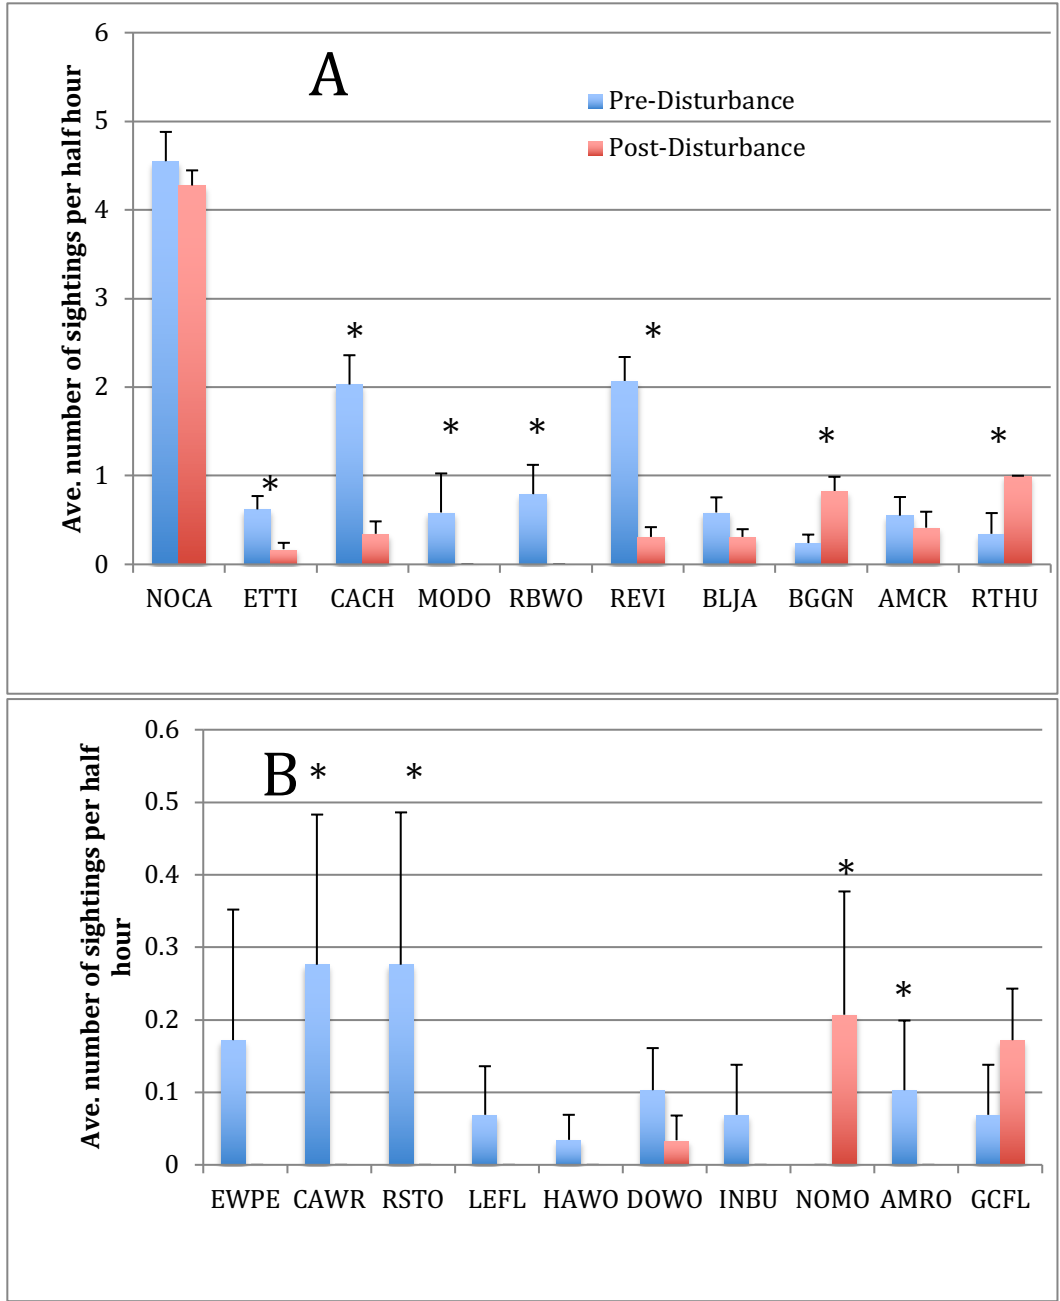 A
Pre-Disturbance
Post-Disturbance
Ave. number of sightings per half hour
6
5
4
3
2
1
0
*
*
*
*
*
*
*
NOCA ETTI CACH MODO RBWO REVI BLJA BGGN AMCR RTHU
B
Ave. number of sightings per half
hour
0.6
0.5
0.4
0.3
0.2
0.1
0
*
*
*
*
EWPE CAWR RSTO LEFL HAWO DOWO INBU NOMO AMRO GCFL